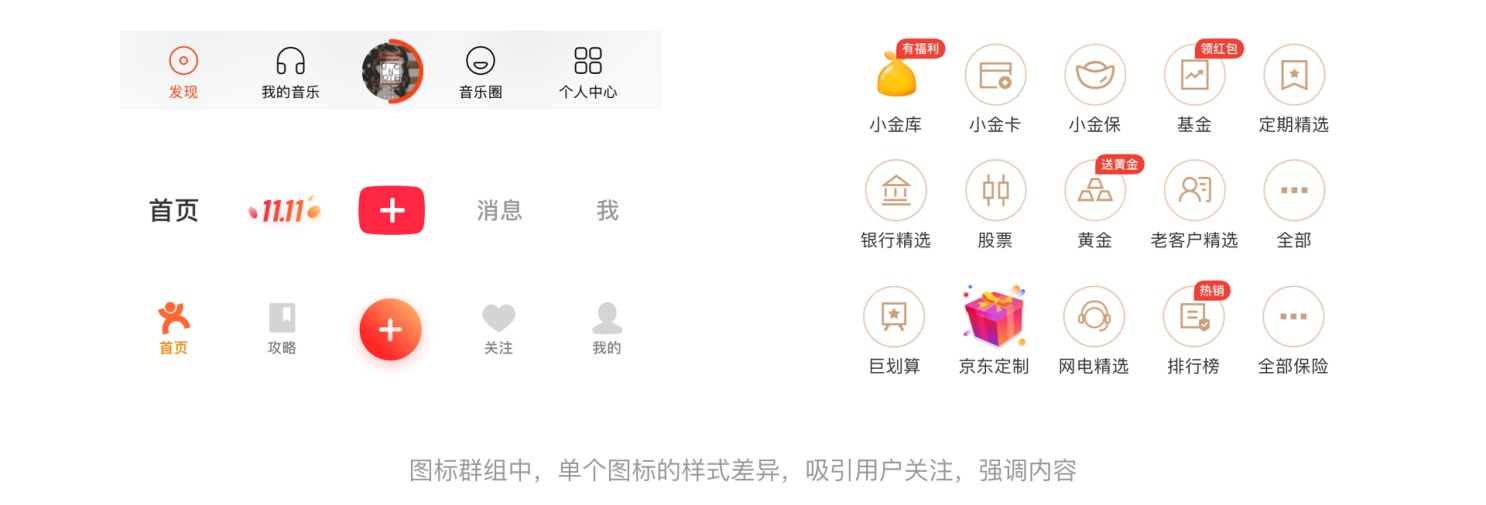 发现
我的音乐
音乐圈
个人中心
首页
11.11
消息
我
首页
攻略
关注
我的
有福利
领红包
小金库
小金卡
小金保
基金
定期精选
送黄金
银行精选
股票
黄金
老客户精选
全部
热销
巨划算
京东定制
网电精选
排行榜
全部保险
图标群组中，单个图标的样式差异，吸引用户关注，强调内容